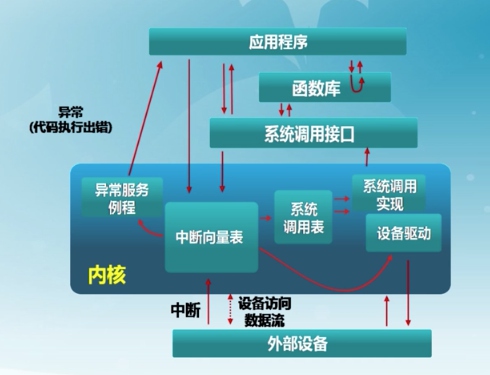 应用程序
函数库
异常
(代码执行出错)
系统调用接口
异常服务
例程
中断向量表
系统
调用表
系统调用
实现
设备驱动
内核
中断
设备访问
数据流
外部设备